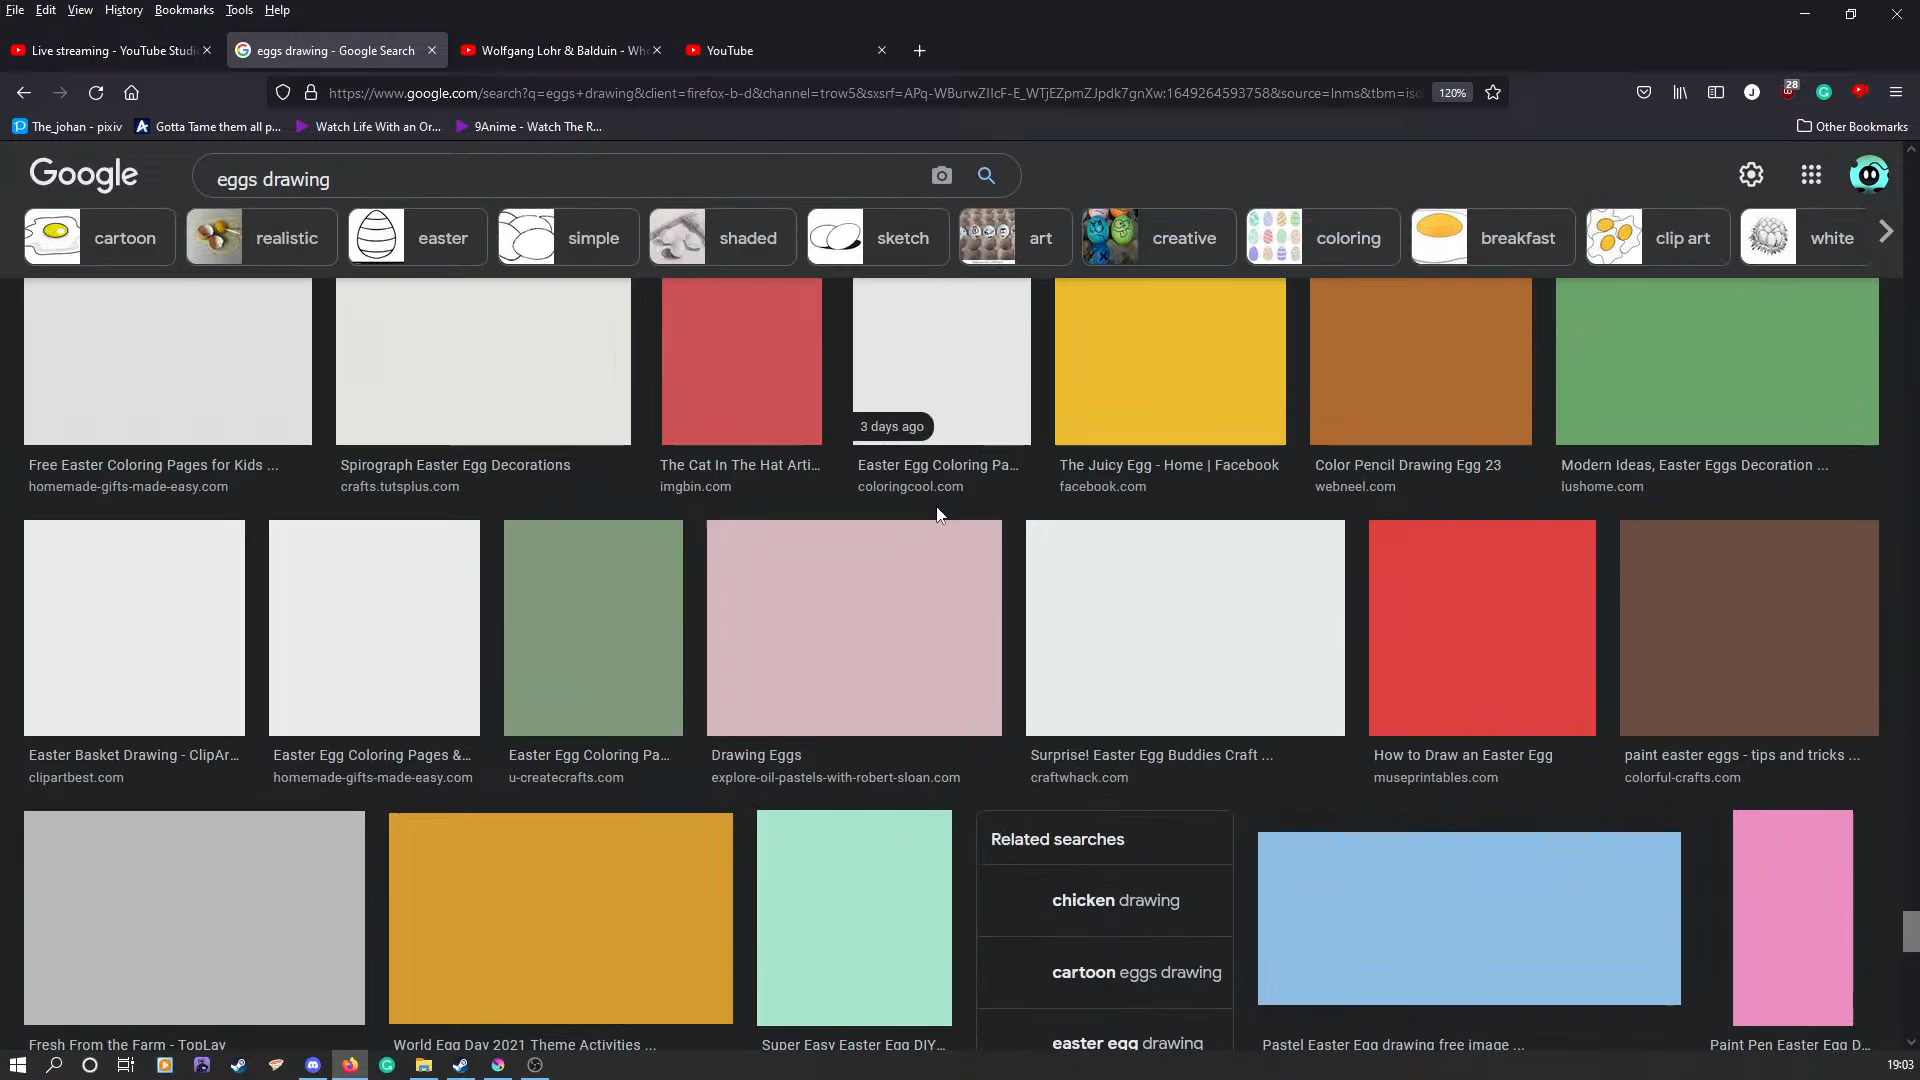 File Edit View History Bookmarks Tools Help
Live streaming - YouTube Studi
eggs drawing - Google Search
Wolfgang Lohr & Balduin - Wh
YouTube
https://www.google.com/search?q=eggs+drawing&client=firefox-b-d&channel=trow5&sxsrf=APq-WBurwZIIcF-E_WTjEZpmZJpdk7gnXw:1649264593758&source=lnms&tbm=isc
120%
28
The_johan - pixiv
Gotta Tame them all p...
Watch Life With an Or...
9Anime - Watch The R...
Other Bookmarks
Google
eggs drawing
cartoon
realistic
easter
simple
shaded
sketch
art
creative
coloring
breakfast
clip art
white
3 days ago
Free Easter Coloring Pages for Kids ...
homemade-gifts-made-easy.com
Spirograph Easter Egg Decorations
crafts.tutsplus.com
The Cat In The Hat Arti...
imgbin.com
Easter Egg Coloring Pa...
coloringcool.com
The Juicy Egg - Home | Facebook
facebook.com
Color Pencil Drawing Egg 23
webneel.com
Modern Ideas, Easter Eggs Decoration ...
lushome.com
Easter Basket Drawing - ClipAr...
clipartbest.com
Easter Egg Coloring Pages &...
homemade-gifts-made-easy.com
Easter Egg Coloring Pa...
u-createcrafts.com
Drawing Eggs
explore-oil-pastels-with-robert-sloan.com
Surprise! Easter Egg Buddies Craft ...
craftwhack.com
How to Draw an Easter Egg
museprintables.com
paint easter eggs - tips and tricks ...
colorful-crafts.com
Related searches
chicken drawing
cartoon eggs drawing
easter egg drawing
Fresh From the Farm - TopLay
World Egg Day 2021 Theme Activities ...
Super Easy Easter Egg DIY...
Pastel Easter Egg drawing free image ...
Paint Pen Easter Egg D...
19:03